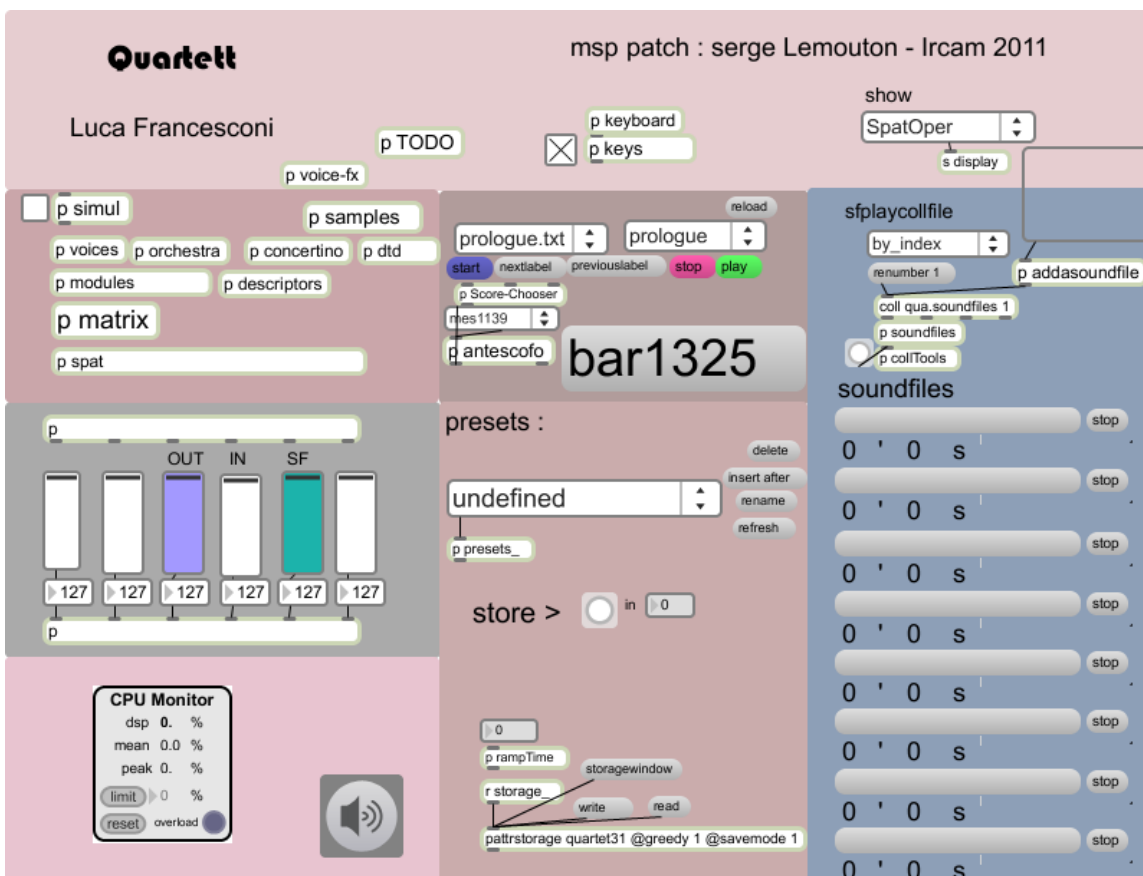 Quartett
msp patch : serge Lemouton - Ircam 2011
Luca Francesconi
p TODO
p voice-fx
p keyboard
p keys
show
SpatOper
s display
p simul
p samples
p voices p orchestra p concertino p dtd
p modules p descriptors
p matrix
p spat
reload
prologue.txt prologue
start nextlabel previouslabel stop play
p Score-Chooser
mes1139
p antescofo
bar1325
sfplaycollfile
by_index
renumber 1
p addasoundfile
coll qua.soundfiles 1
p soundfiles
p collTools
soundfiles
stop
0 ' 0 s
stop
0 ' 0 s
stop
0 ' 0 s
stop
0 ' 0 s
stop
0 ' 0 s
stop
0 ' 0 s
stop
0 ' 0 s
stop
0 ' 0 s
p
OUT IN SF
127 127 127 127 127 127
p
presets :
delete
insert after
rename
refresh
undefined
p presets_
store > in 0
0
p rampTime
storagewindow
r storage_
write read
pattrstorage quartet31 @greedy 1 @savemode 1
CPU Monitor
dsp 0. %
mean 0.0 %
peak 0. %
limit 0 %
reset overload